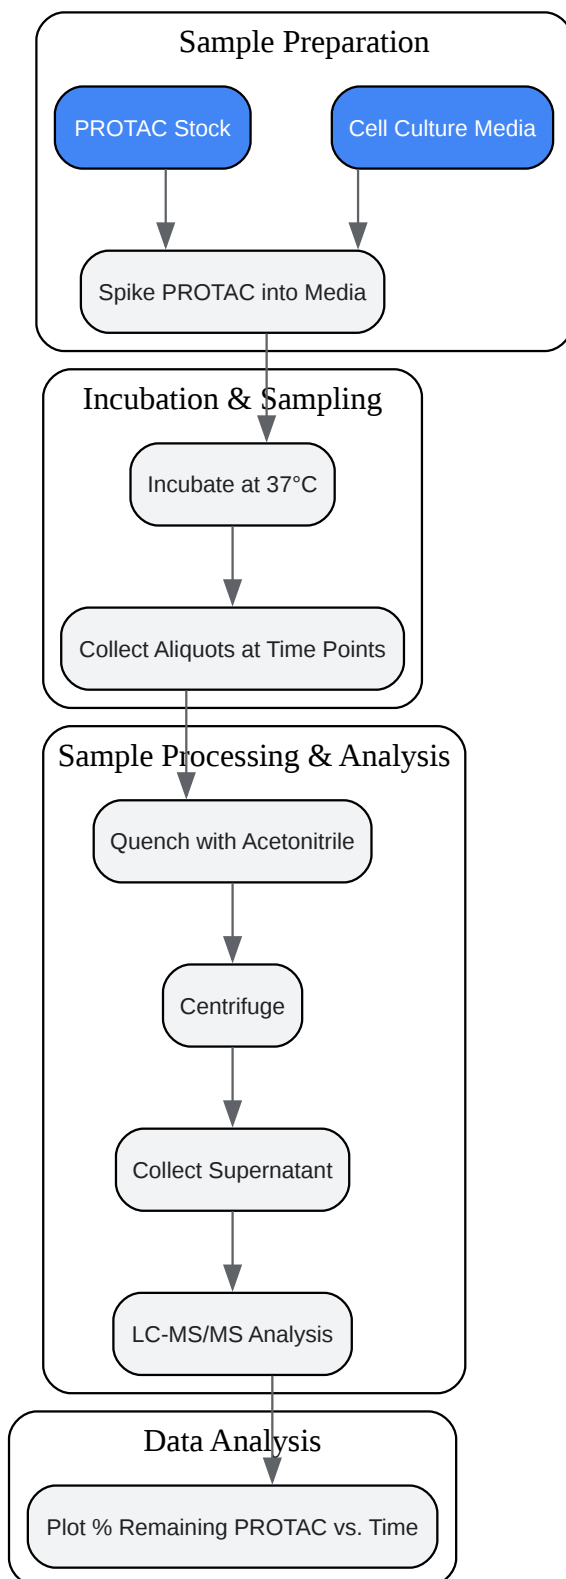 Sample Preparation
PROTAC Stock
Cell Culture Media
Spike PROTAC into Media
Incubation & Sampling
Incubate at 37°C
Collect Aliquots at Time Points
Sample Processing & Analysis
Quench with Acetonitrile
Centrifuge
Collect Supernatant
LC-MS/MS Analysis
Data Analysis
Plot % Remaining PROTAC vs. Time